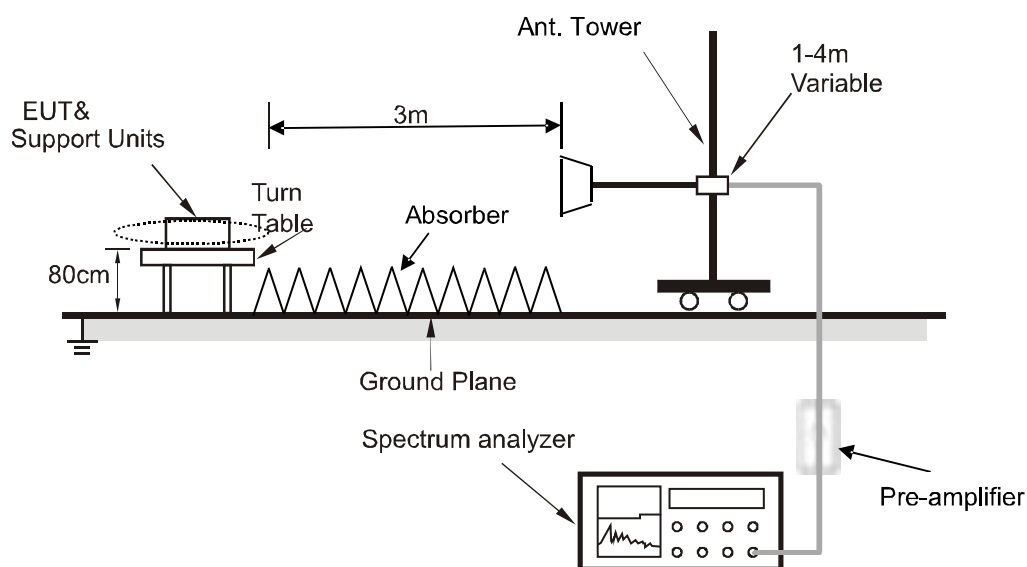 Ant. Tower
1-4m
Variable
EUT&
Support Units
3m
Turn
Table
Absorber
80cm
Ground Plane
Spectrum analyzer
Pre-amplifier